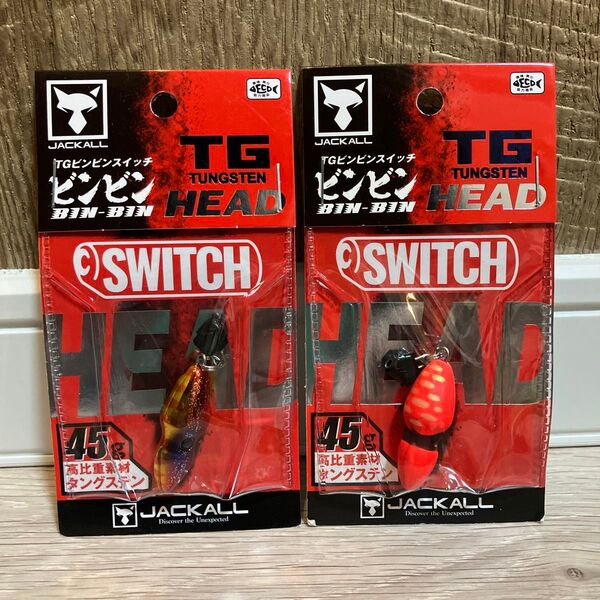 JACKALL
TGビンビンスイッチ
ビンビン
BIN-BIN
TG
TUNGSTEN
HEAD
FECO
SWITCH
HEAD
45g
高比重素材
タングステン
JACKALL
Discover the Unexpected
JACKALL
TGビンビンスイッチ
ビンビン
BIN-BIN
TG
TUNGSTEN
HEAD
FECO
SWITCH
HEAD
45g
高比重素材
タングステン
JACKALL
Discover the Unexpected